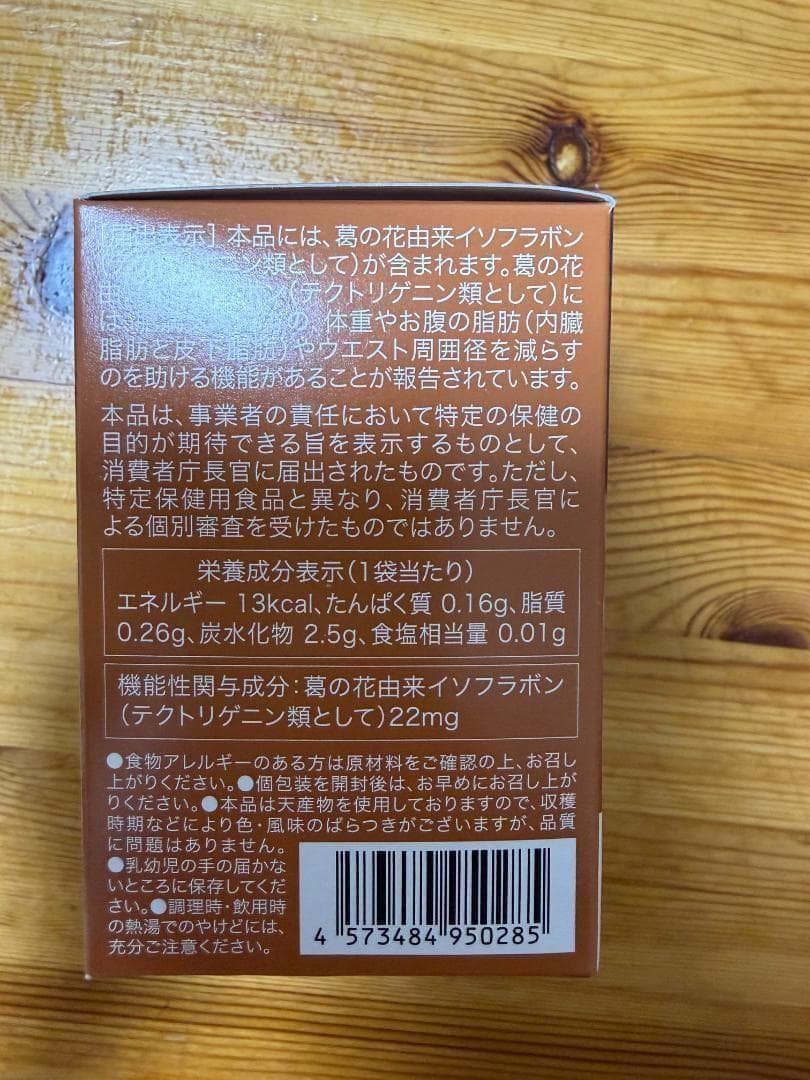 [届出表示] 本品には、葛の花由来イソフラボン
ニン類として)が含まれます。葛の花
(テクトリゲニン類として)に
は 体重やお腹の脂肪(内臓
脂肪と皮下脂肪)やウエスト周囲径を減らす
のを助ける機能があることが報告されています。
本品は、事業者の責任において特定の保健の
目的が期待できる旨を表示するものとして、
消費者庁長官に届出されたものです。ただし、
特定保健用食品と異なり、消費者庁長官に
よる個別審査を受けたものではありません。
栄養成分表示(1袋当たり)
エネルギー 13kcal、たんぱく質 0.16g、脂質
0.26g、炭水化物 2.5g、食塩相当量 0.01g
機能性関与成分:葛の花由来イソフラボン
(テクトリゲニン類として)22mg
●食物アレルギーのある方は原材料をご確認の上、お召し
上がりください。●個包装を開封後は、お早めにお召し上が
りください。●本品は天産物を使用しておりますので、収穫
時期などにより色・風味のばらつきがございますが、品質
に問題はありません。
●乳幼児の手の届かな
いところに保存してくだ
さい。●調理時・飲用時
の熱湯でのやけどには、
充分ご注意ください。
4 573484 950285